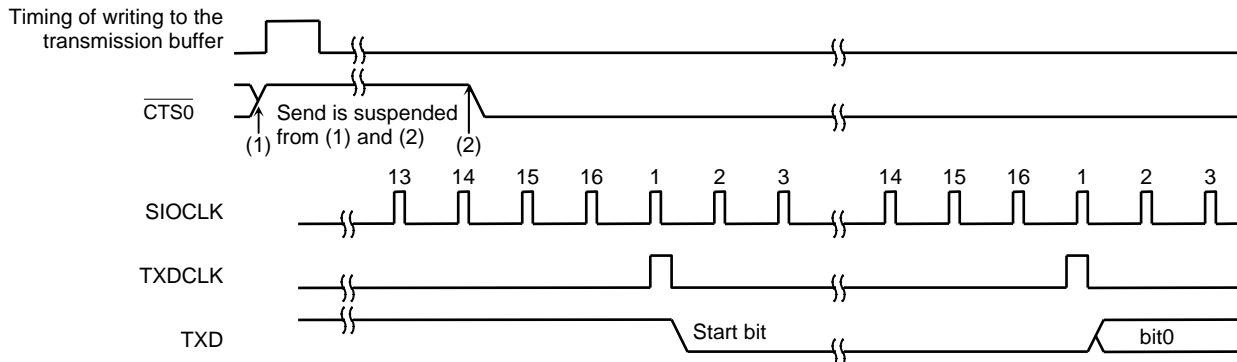 Timing of writing to the
transmission buffer
CTS0
Send is suspended
from (1) and (2)
(1)
(2)
13 14 15 16 1 2 3 14 15 16 1 2 3
SIOCLK
TXDCLK
TXD
Start bit
bit0